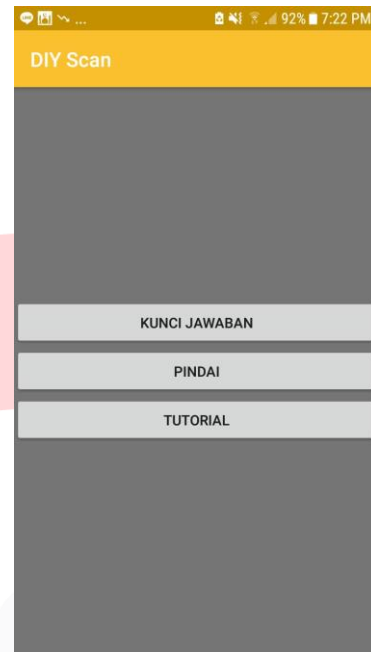 ... 92% 7:22 PM
DIY Scan
KUNCI JAWABAN
PINDAI
TUTORIAL